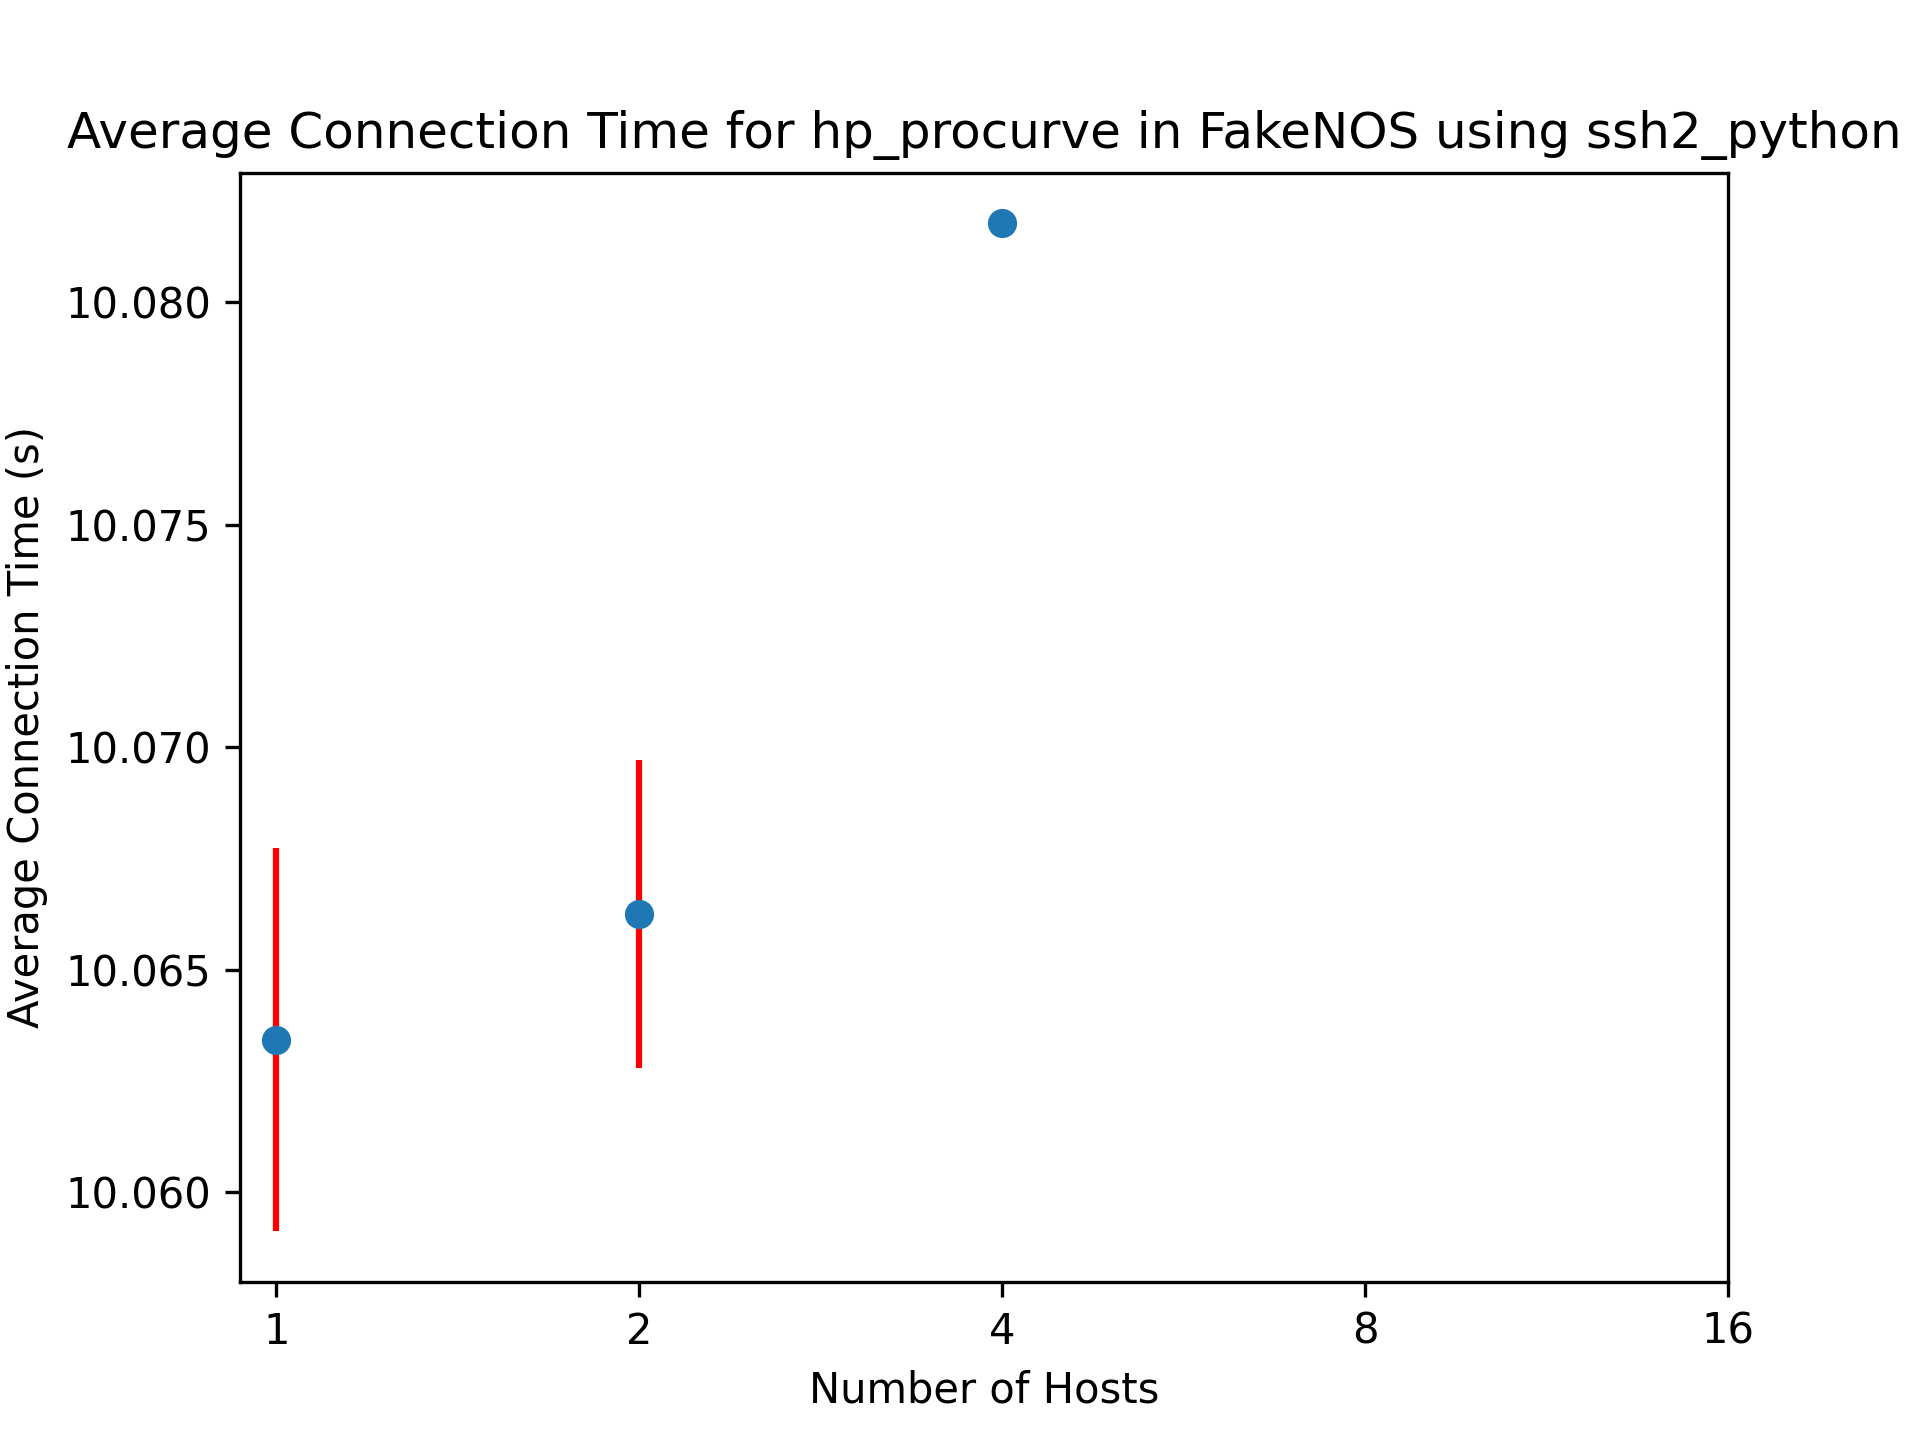 Average Connection Time for hp_procurve in FakeNOS using ssh2_python
Average Connection Time (s)
10.080
10.075
10.070
10.065
10.060
1 2 4 8 16
Number of Hosts